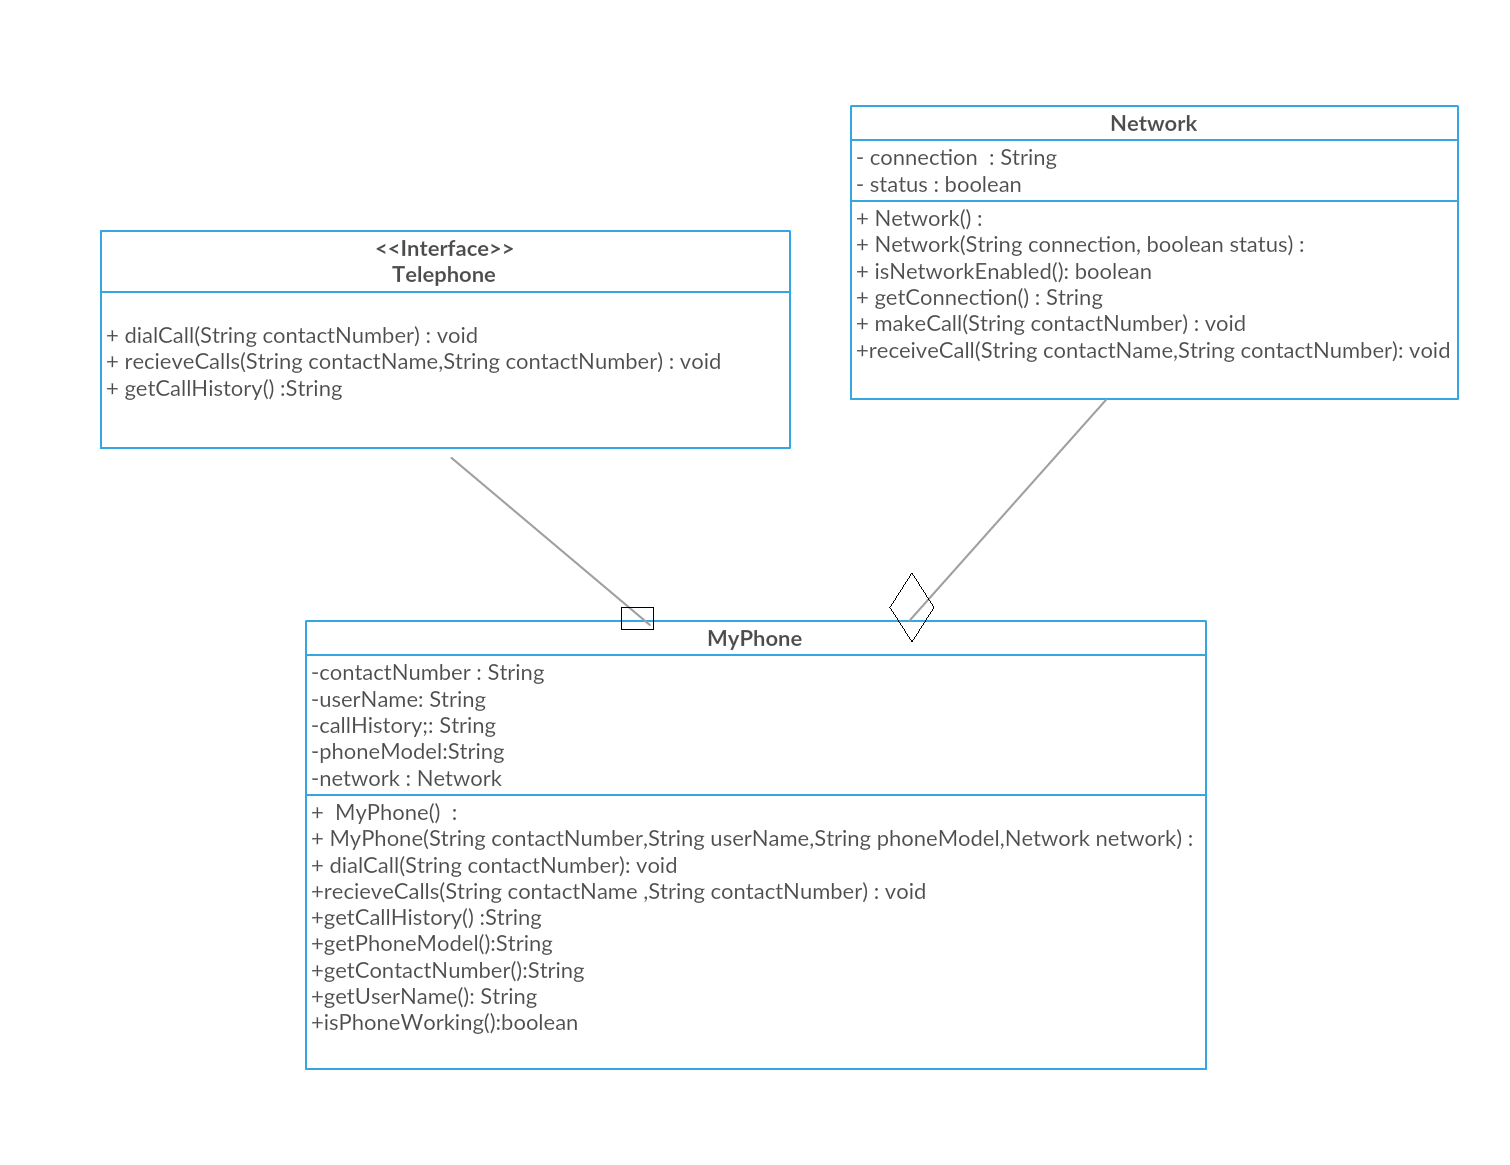 Network
- connection  : String
- status : boolean
+ Network() :
+ Network(String connection, boolean status) :
+ isNetworkEnabled(): boolean
+ getConnection() : String
+ makeCall(String contactNumber) : void
+receiveCall(String contactName,String contactNumber): void
<<Interface>>
Telephone
+ dialCall(String contactNumber) : void
+ recieveCalls(String contactName,String contactNumber) : void
+ getCallHistory() :String
MyPhone
-contactNumber : String
-userName: String
-callHistory;: String
-phoneModel:String
-network : Network
+  MyPhone()  :
+ MyPhone(String contactNumber,String userName,String phoneModel,Network network) :
+ dialCall(String contactNumber): void
+recieveCalls(String contactName ,String contactNumber) : void
+getCallHistory() :String
+getPhoneModel():String
+getContactNumber():String
+getUserName(): String
+isPhoneWorking():boolean